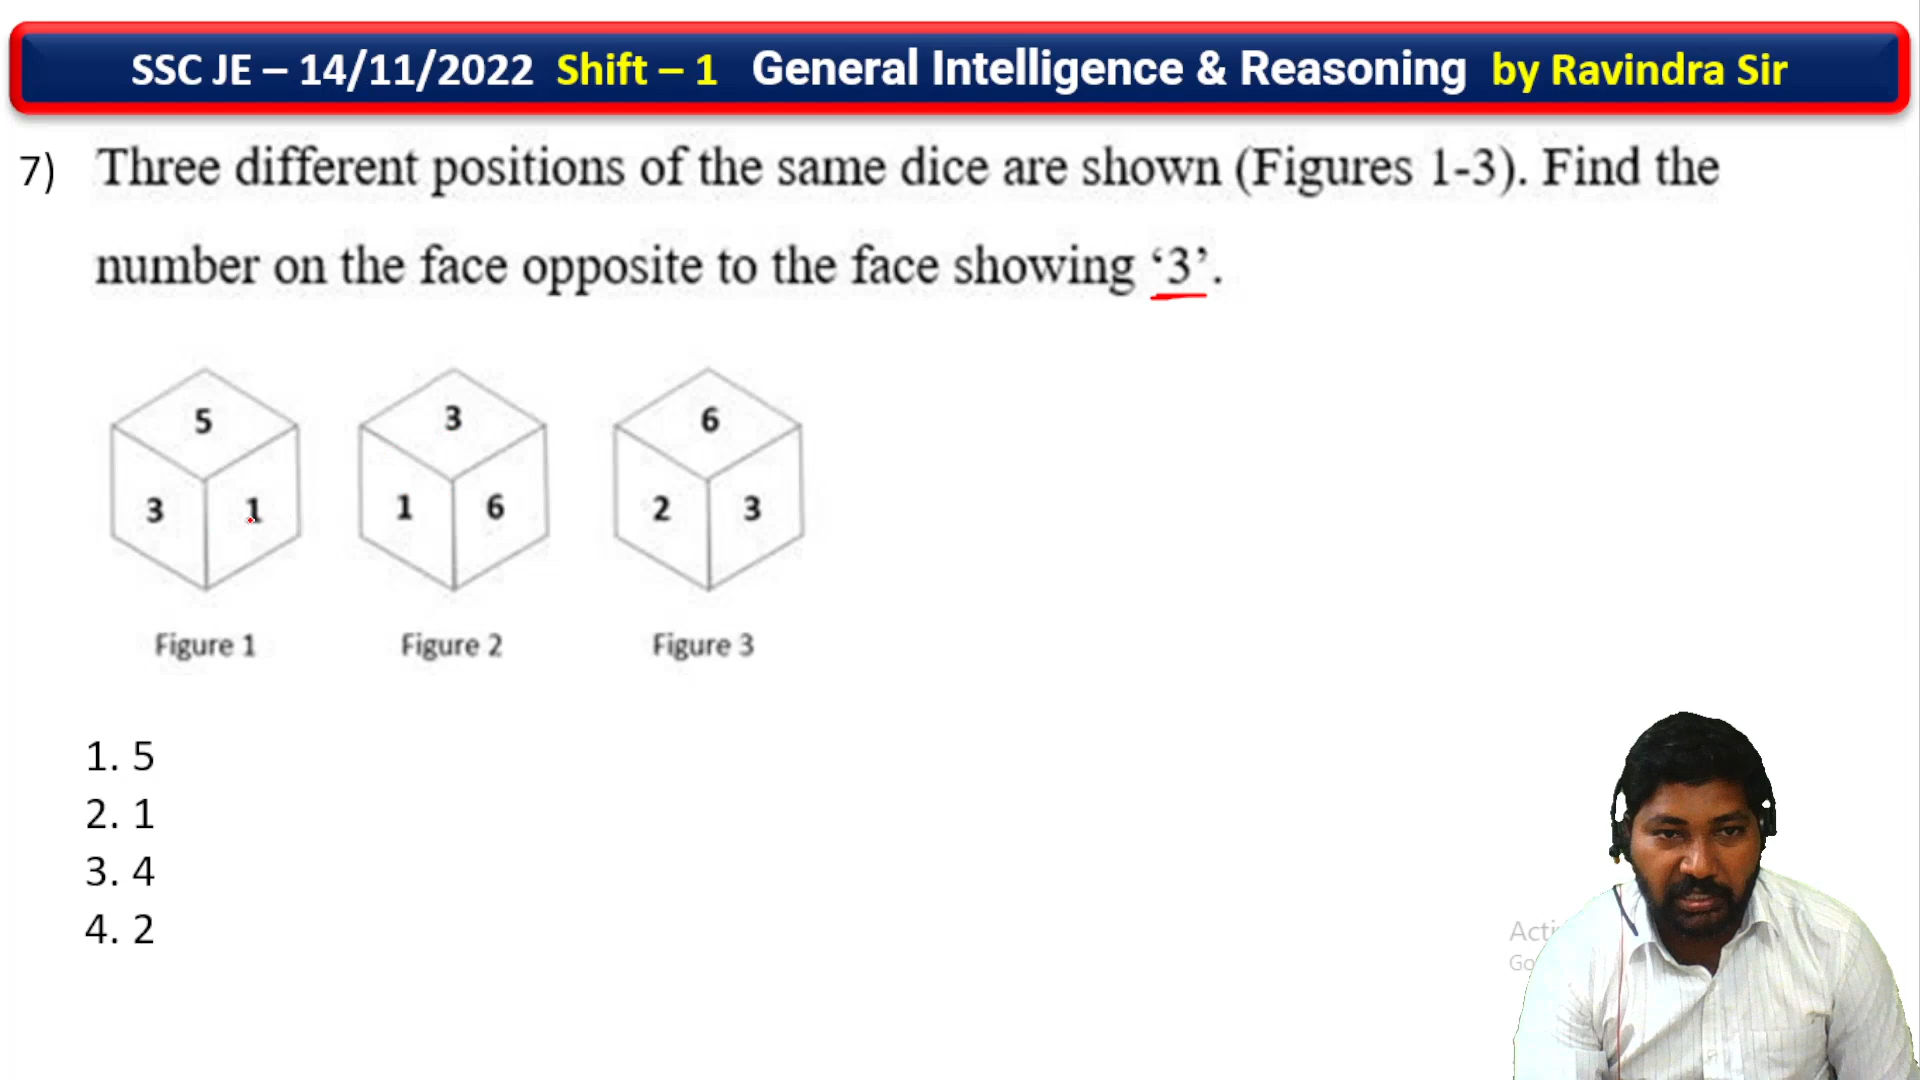 SSC JE – 14/11/2022 Shift – 1 General Intelligence & Reasoning by Ravindra Sir
7) Three different positions of the same dice are shown (Figures 1-3). Find the
number on the face opposite to the face showing ‘3’.
5 3 6
3 1 1 6 2 3
Figure 1 Figure 2 Figure 3
1. 5
2. 1
3. 4
4. 2